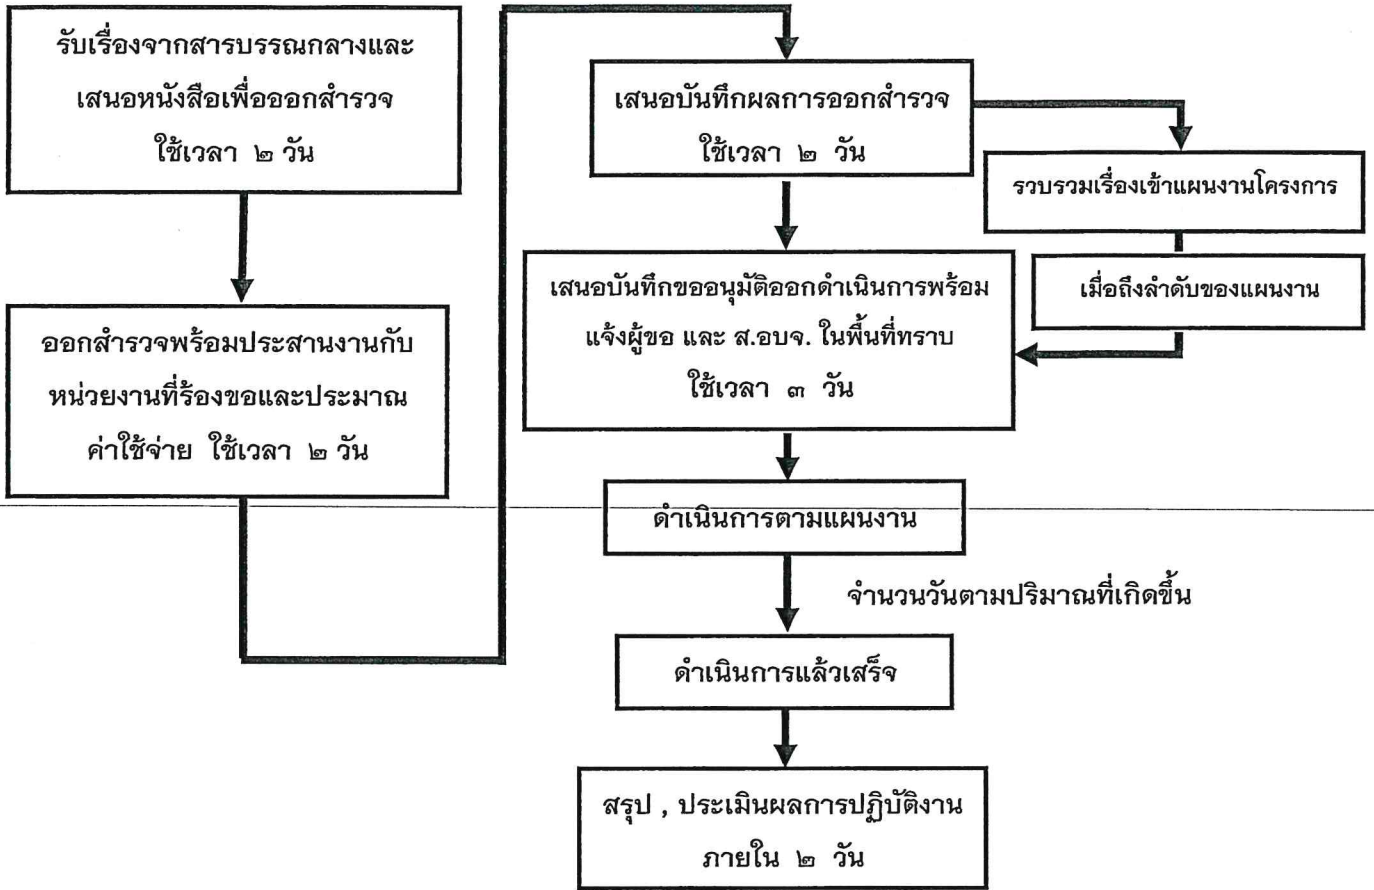 รับเรื่องจากสารบรรณกลางและ
เสนอหนังสือเพื่อออกสำรวจ
ใช้เวลา ๒ วัน
ออกสำรวจพร้อมประสานงานกับ
หน่วยงานที่ร้องขอและประมาณ
ค่าใช้จ่าย ใช้เวลา ๒ วัน
เสนอบันทึกผลการออกสำรวจ
ใช้เวลา ๒ วัน
รวบรวมเรื่องเข้าแผนงานโครงการ
เมื่อถึงลำดับของแผนงาน
เสนอบันทึกขออนุมัติออกดำเนินการพร้อม
แจ้งผู้ขอ และ ส.อบจ. ในพื้นที่ทราบ
ใช้เวลา ๓ วัน
ดำเนินการตามแผนงาน
จำนวนวันตามปริมาณที่เกิดขึ้น
ดำเนินการแล้วเสร็จ
สรุป , ประเมินผลการปฏิบัติงาน
ภายใน ๒ วัน